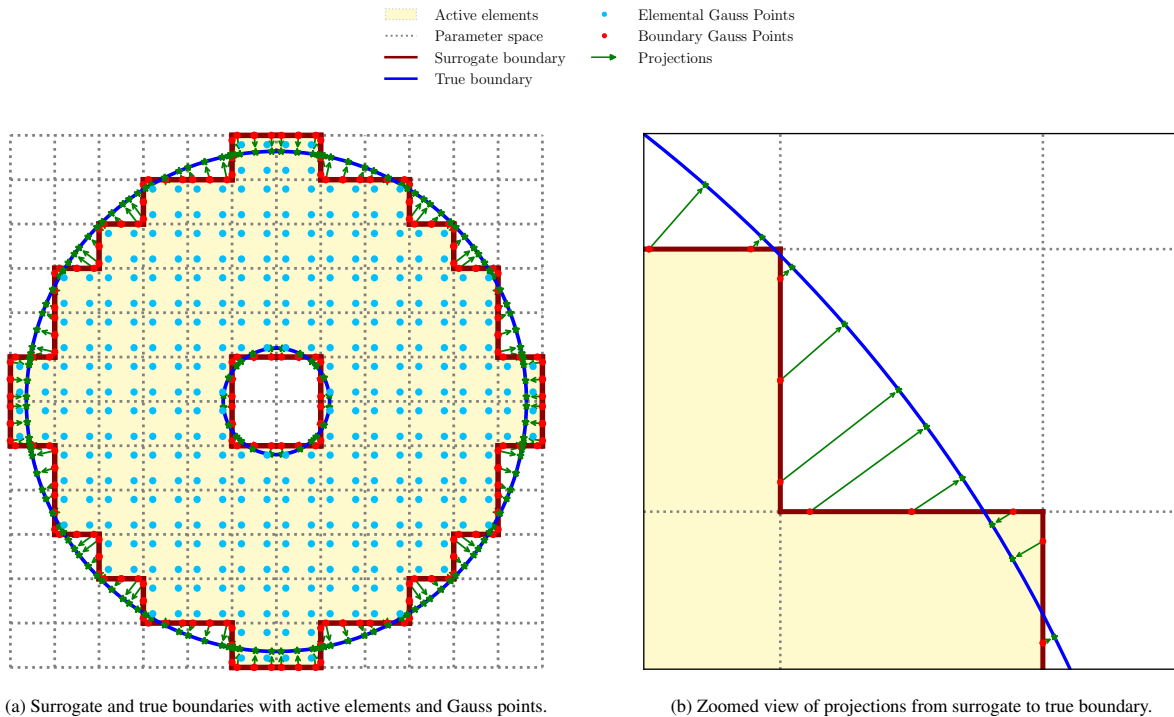 Active elements
Parameter space
Surrogate boundary
True boundary
Elemental Gauss Points
Boundary Gauss Points
Projections
(a) Surrogate and true boundaries with active elements and Gauss points.
(b) Zoomed view of projections from surrogate to true boundary.